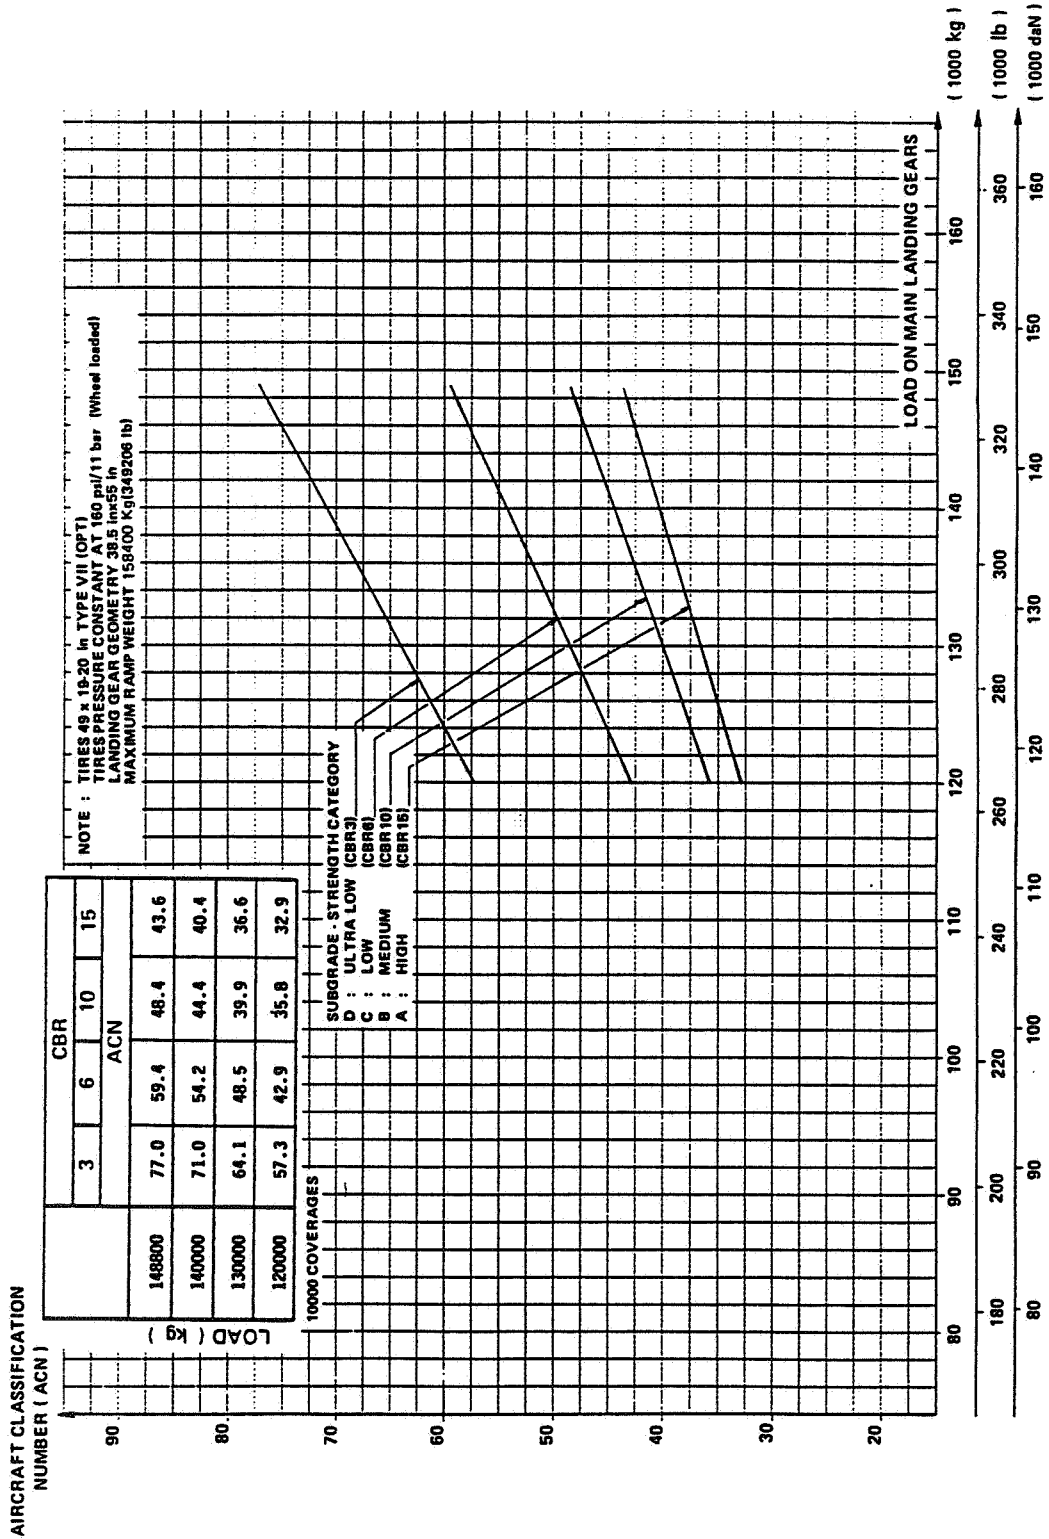 AIRCRAFT CLASSIFICATION
NUMBER ( ACN )
90
80
70
60
50
40
30
20
CBR
3 6 10 15
ACN
LOAD ( kg )
148800 77.0 59.4 48.4 43.6
140000 71.0 54.2 44.4 40.4
130000 64.1 48.5 39.9 36.6
120000 57.3 42.9 35.8 32.9
10000 COVERAGES
NOTE : TIRES 49 x 19-20 in TYPE VII (OPT)
TIRES PRESSURE CONSTANT AT 160 psi/11 bar (Wheel loaded)
LANDING GEAR GEOMETRY 38.5 inx55 in
MAXIMUM RAMP WEIGHT 158400 Kg(349206 lb)
SUBGRADE - STRENGTH CATEGORY
D : ULTRA LOW (CBR3)
C : LOW (CBR6)
B : MEDIUM (CBR10)
A : HIGH (CBR15)
LOAD ON MAIN LANDING GEARS
80 90 100 110 120 130 140 150 160 ( 1000 kg )
180 200 220 240 260 280 300 320 340 360 ( 1000 lb )
80 90 100 110 120 130 140 150 160 ( 1000 daN )